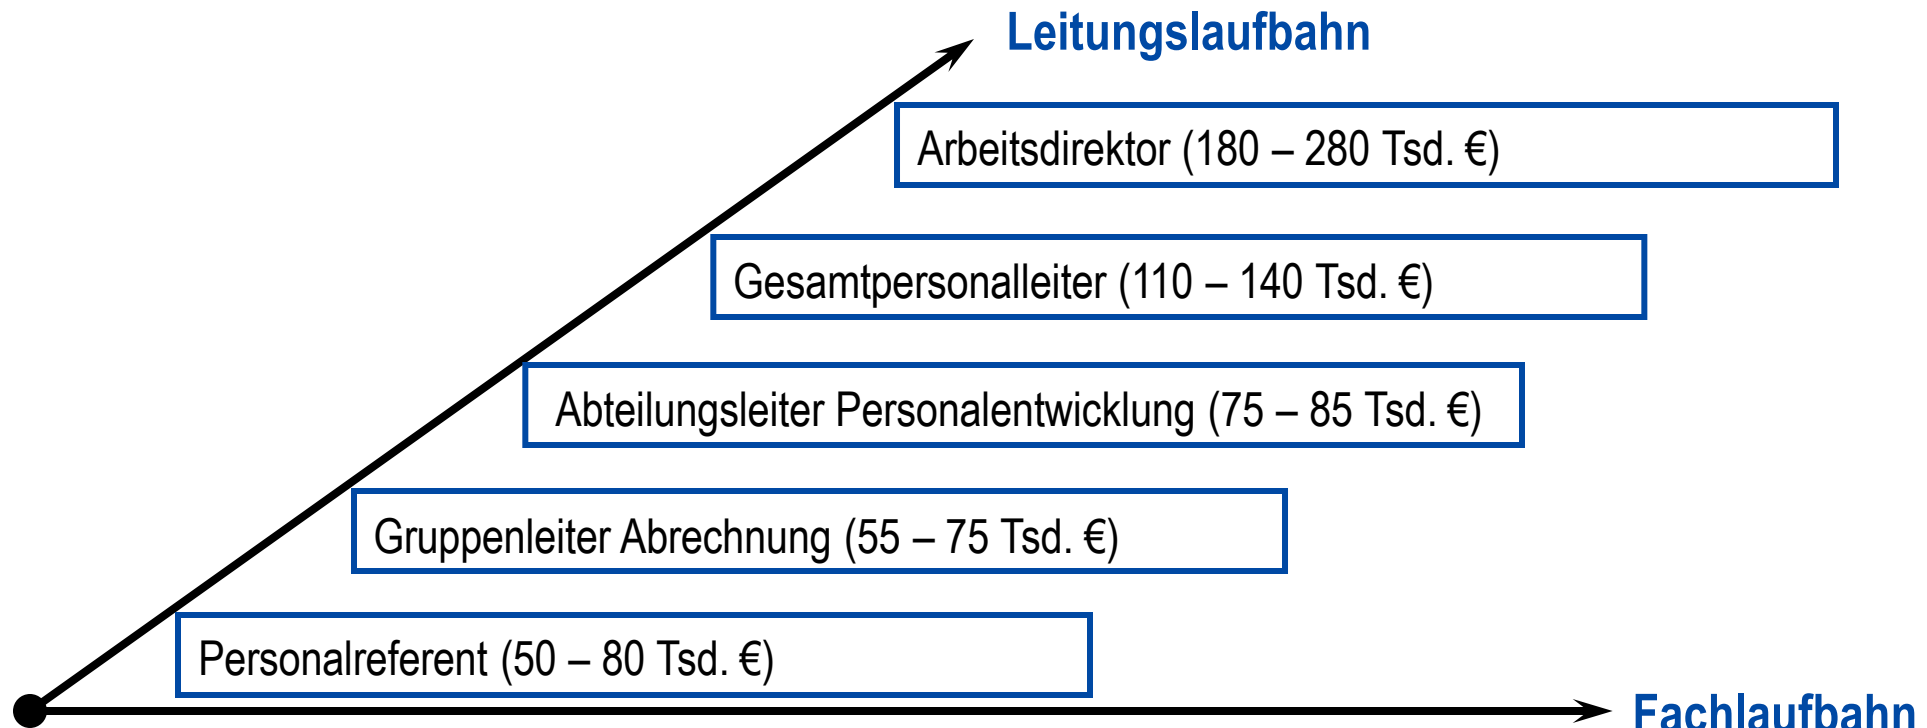 Leitungslaufbahn
Arbeitsdirektor (180 – 280 Tsd. €)
Gesamtpersonalleiter (110 – 140 Tsd. €)
Abteilungsleiter Personalentwicklung (75 – 85 Tsd. €)
Gruppenleiter Abrechnung (55 – 75 Tsd. €)
Personalreferent (50 – 80 Tsd. €)
Fachlaufbahn